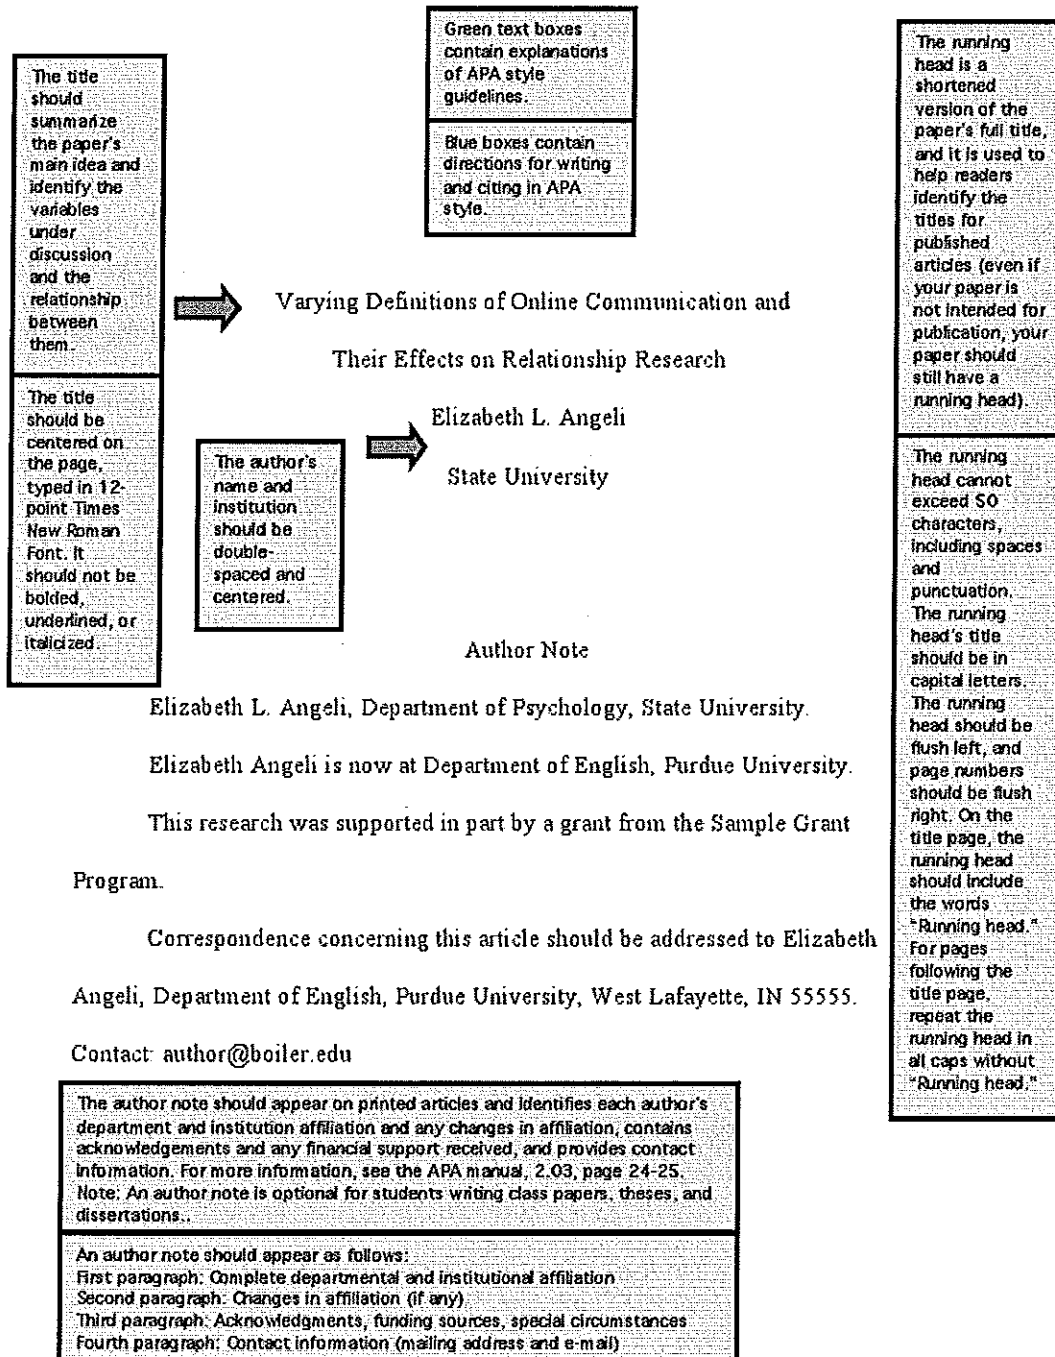 Green text boxes
contain explanations
of APA style
guidelines.
Blue boxes contain
directions for writing
and citing in APA
style.
The title
should
summarize
the paper's
main idea and
identify the
variables
under
discussion
and the
relationship
between
them.
The title
should be
centered on
the page,
typed in 12-
point Times
New Roman
Font. It
should not be
bolded,
underlined, or
italicized.
Varying Definitions of Online Communication and
Their Effects on Relationship Research
Elizabeth L. Angeli
State University
The author's
name and
institution
should be
double-
spaced and
centered.
The running
head is a
shortened
version of the
paper's full title,
and it is used to
help readers
identify the
titles for
published
articles (even if
your paper is
not intended for
publication, your
paper should
still have a
running head).
The running
head cannot
exceed 50
characters,
including spaces
and
punctuation.
The running
head's title
should be in
capital letters.
The running
head should be
flush left, and
page numbers
should be flush
right. On the
title page, the
running head
should include
the words
"Running head."
For pages
following the
title page,
repeat the
running head in
all caps without
"Running head."
Author Note
Elizabeth L. Angeli, Department of Psychology, State University.
Elizabeth Angeli is now at Department of English, Purdue University.
This research was supported in part by a grant from the Sample Grant
Program.
Correspondence concerning this article should be addressed to Elizabeth
Angeli, Department of English, Purdue University, West Lafayette, IN 55555.
Contact: author@boiler.edu
The author note should appear on printed articles and identifies each author's
department and institution affiliation and any changes in affiliation, contains
acknowledgements and any financial support received, and provides contact
information. For more information, see the APA manual, 2.03, page 24-25.
Note: An author note is optional for students writing class papers, theses, and
dissertations..
An author note should appear as follows:
First paragraph: Complete departmental and institutional affiliation
Second paragraph: Changes in affiliation (if any)
Third paragraph: Acknowledgments, funding sources, special circumstances
Fourth paragraph: Contact information (mailing address and e-mail)